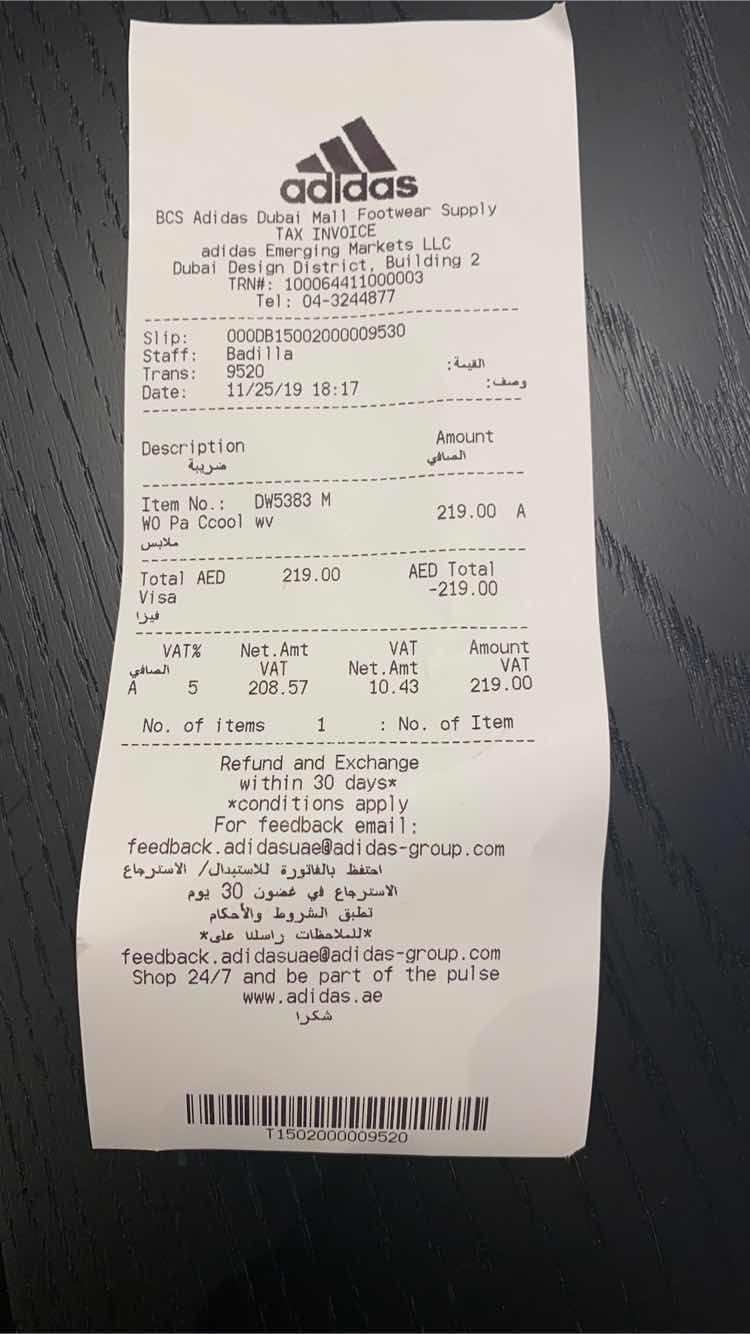 adidas
BCS Adidas Dubai Mall Footwear Supply
TAX INVOICE
adidas Emerging Markets LLC
Dubai Design District, Building 2
TRN#: 100064411000003
Tel: 04-3244877
Slip: 000DB15002000009530
Staff: Badilla
Trans: 9520 القيمة:
Date: 11/25/19 18:17 وصف:
Description Amount
ضريبة الصافي
Item No.: DW5383 M
WO Pa Ccool wv 219.00 A
ملابس
Total AED 219.00 AED Total
Visa -219.00
فيزا
VAT% Net.Amt VAT Amount
الصافي VAT Net.Amt VAT
A 5 208.57 10.43 219.00
No. of items 1 : No. of Item
Refund and Exchange
within 30 days*
*conditions apply
For feedback email:
feedback.adidasuae@adidas-group.com
احتفظ بالفاتورة للاستبدال/ الاسترجاع
الاسترجاع في غضون 30 يوم
تطبق الشروط والأحكام
*للملاحظات راسلنا على*
feedback.adidasuae@adidas-group.com
Shop 24/7 and be part of the pulse
www.adidas.ae
شكرا
T1502000009520